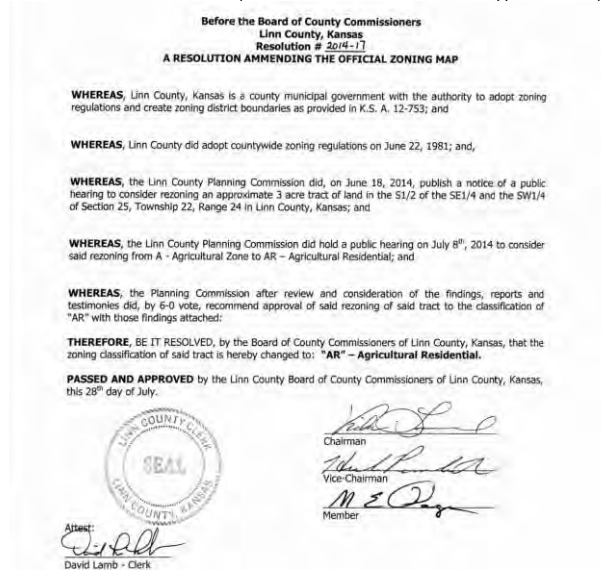 Before the Board of County Commissioners
Linn County, Kansas
Resolution # 2014-17
A RESOLUTION AMMENDING THE OFFICIAL ZONING MAP
WHEREAS, Linn County, Kansas is a county municipal government with the authority to adopt zoning
regulations and create zoning district boundaries as provided in K.S. A. 12-753; and
WHEREAS, Linn County did adopt countywide zoning regulations on June 22, 1981; and,
WHEREAS, the Linn County Planning Commission did, on June 18, 2014, publish a notice of a public
hearing to consider rezoning an approximate 3 acre tract of land in the S1/2 of the SE1/4 and the SW1/4
of Section 25, Township 22, Range 24 in Linn County, Kansas; and
WHEREAS, the Linn County Planning Commission did hold a public hearing on July 8th, 2014 to consider
said rezoning from A - Agricultural Zone to AR – Agricultural Residential; and
WHEREAS, the Planning Commission after review and consideration of the findings, reports and
testimonies did, by 6-0 vote, recommend approval of said rezoning of said tract to the classification of
"AR" with those findings attached:
THEREFORE, BE IT RESOLVED, by the Board of County Commissioners of Linn County, Kansas, that the
zoning classification of said tract is hereby changed to: "AR" – Agricultural Residential.
PASSED AND APPROVED by the Linn County Board of County Commissioners of Linn County, Kansas,
this 28th day of July.
LINN COUNTY CLERK
SEAL
LINN COUNTY, KANSAS
Chairman
Vice-Chairman
Member
Attest:
David Lamb - Clerk